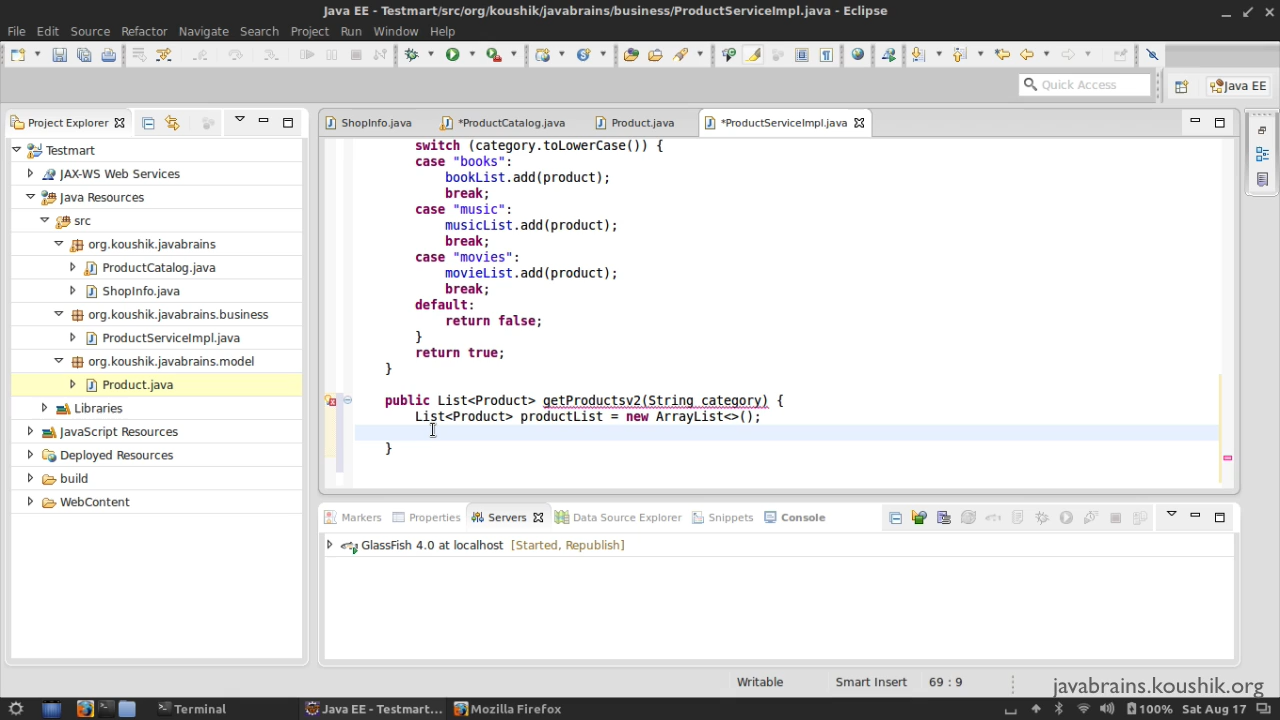 Java EE - Testmart/src/org/koushik/javabrains/business/ProductServiceImpl.java - Eclipse
File Edit Source Refactor Navigate Search Project Run Window Help
Quick Access
Java EE
Project Explorer
Testmart
JAX-WS Web Services
Java Resources
src
org.koushik.javabrains
ProductCatalog.java
ShopInfo.java
org.koushik.javabrains.business
ProductServiceImpl.java
org.koushik.javabrains.model
Product.java
Libraries
JavaScript Resources
Deployed Resources
build
WebContent
ShopInfo.java *ProductCatalog.java Product.java *ProductServiceImpl.java
switch (category.toLowerCase()) {
case "books":
bookList.add(product);
break;
case "music":
musicList.add(product);
break;
case "movies":
movieList.add(product);
break;
default:
return false;
}
return true;
}
public List<Product> getProductsv2(String category) {
List<Product> productList = new ArrayList<>();
}
Markers Properties Servers Data Source Explorer Snippets Console
GlassFish 4.0 at localhost [Started, Republish]
Writable Smart Insert 69 : 9
javabrains.koushik.org
Terminal Java EE - Testmart... Mozilla Firefox 100% Sat Aug 17